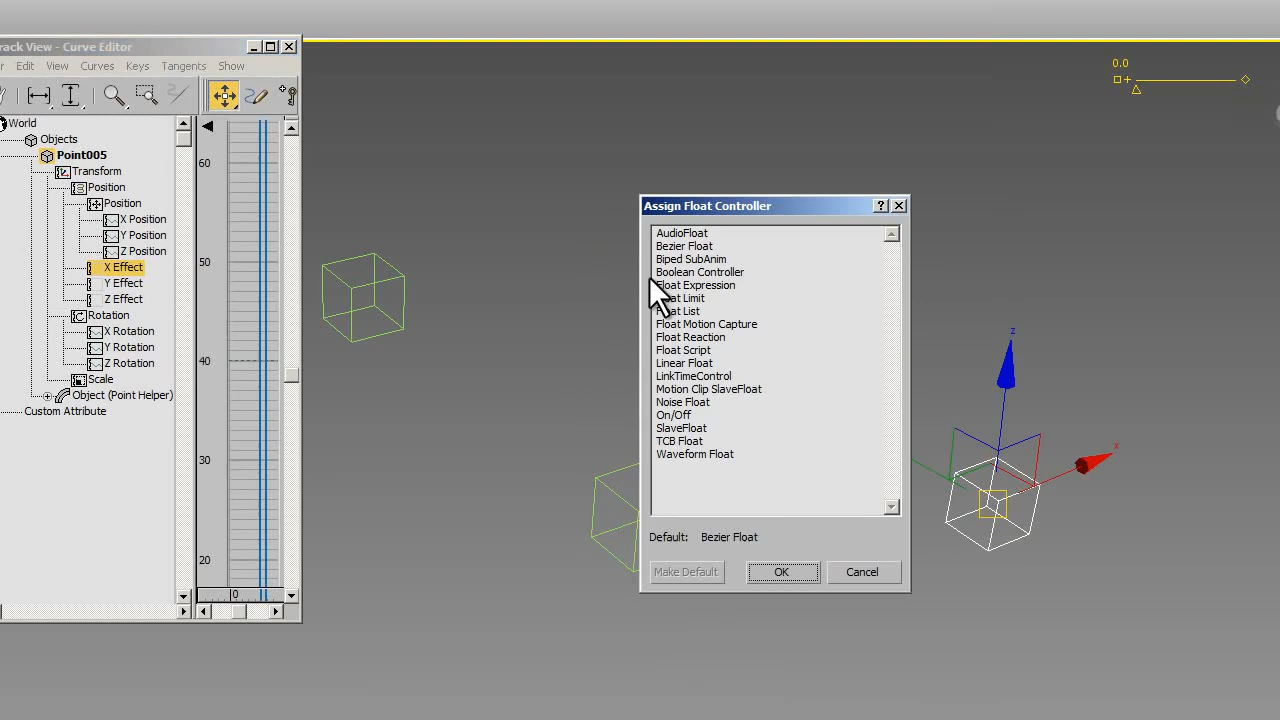 rack View - Curve Editor
r Edit View Curves Keys Tangents Show
World
Objects
Point005
Transform
Position
Position
X Position
Y Position
Z Position
X Effect
Y Effect
Z Effect
Rotation
X Rotation
Y Rotation
Z Rotation
Scale
Object (Point Helper)
Custom Attribute
60
50
40
30
20
0
Assign Float Controller
AudioFloat
Bezier Float
Biped SubAnim
Boolean Controller
Float Expression
at Limit
at List
Float Motion Capture
Float Reaction
Float Script
Linear Float
LinkTimeControl
Motion Clip SlaveFloat
Noise Float
On/Off
SlaveFloat
TCB Float
Waveform Float
Default: Bezier Float
Make Default OK Cancel
0.0
z
x